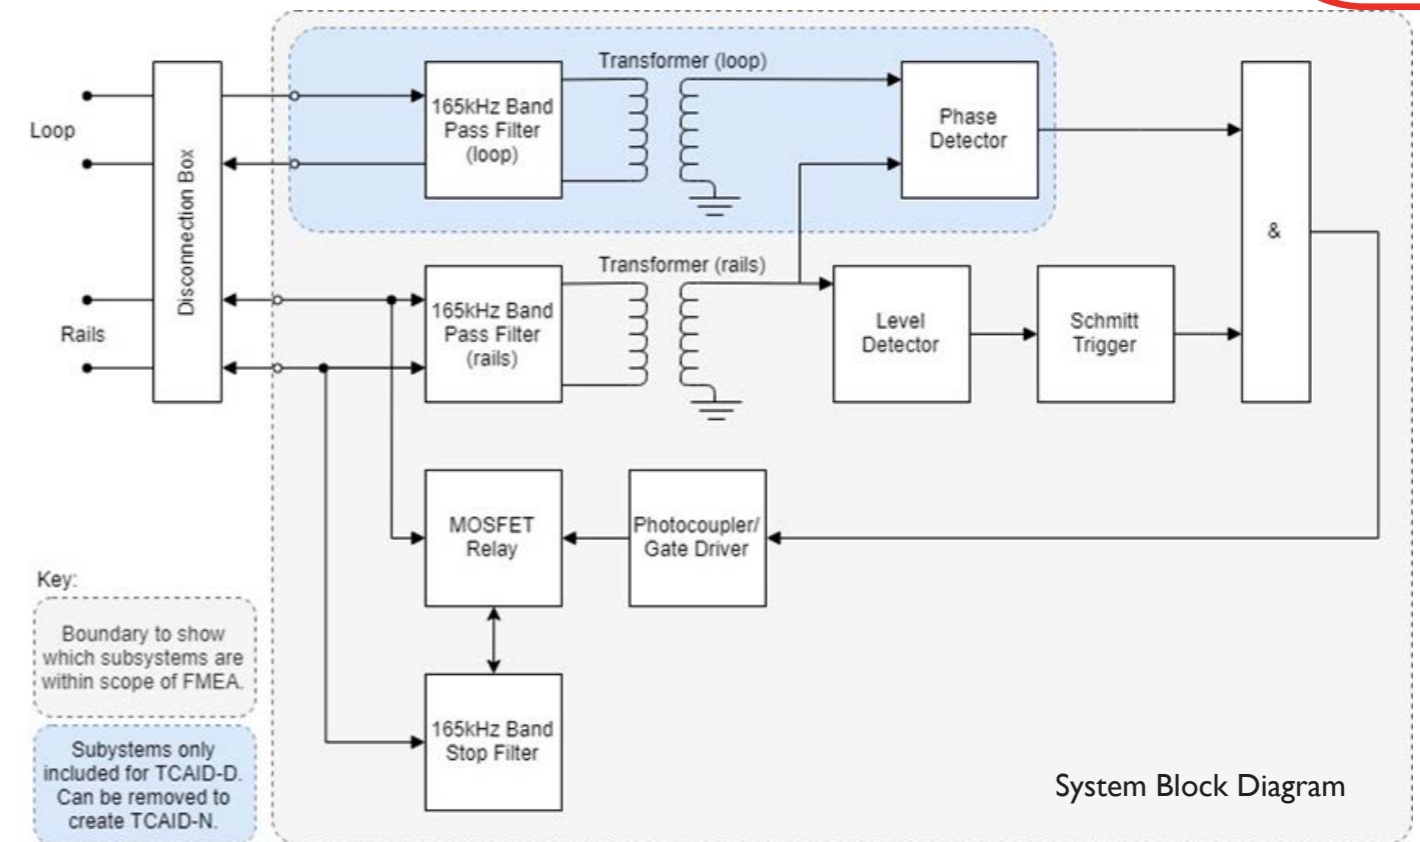 Transformer (loop)
165kHz Band
Pass Filter
(loop)
Phase
Detector
Loop
Disconnection Box
&
Transformer (rails)
Rails
165kHz Band
Pass Filter
(rails)
Level
Detector
Schmitt
Trigger
MOSFET
Relay
Photocoupler/
Gate Driver
Key:
Boundary to show
which subsystems are
within scope of FMEA.
165kHz Band
Stop Filter
Subystems only
included for TCAID-D.
Can be removed to
create TCAID-N.
System Block Diagram